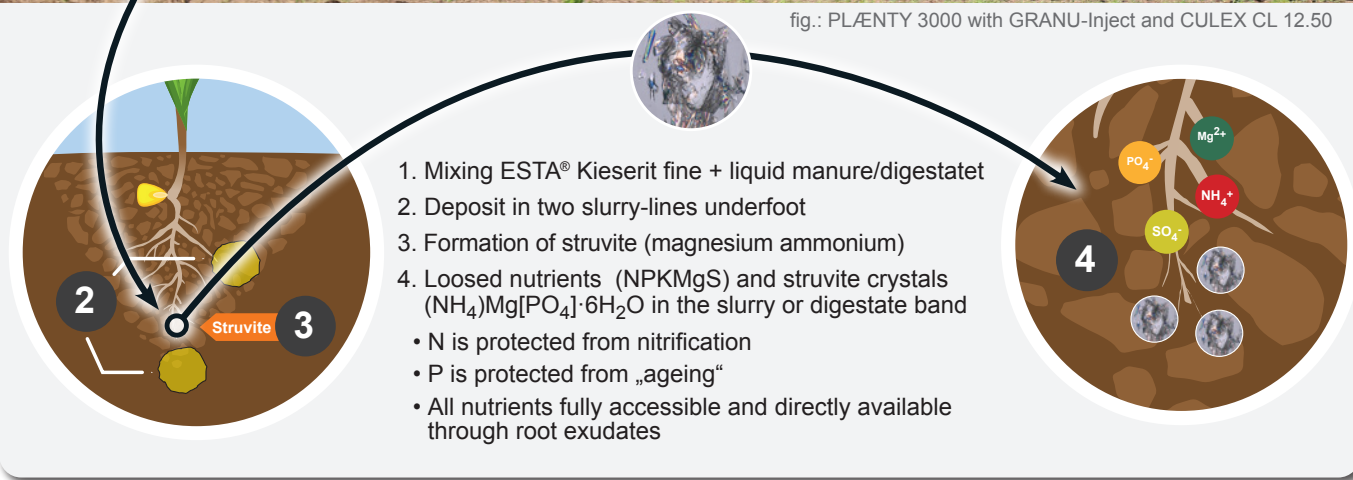 fig.: PLÆNTY 3000 with GRANU-Inject and CULEX CL 12.50
1. Mixing ESTA® Kieserit fine + liquid manure/digestatet
2. Deposit in two slurry-lines underfoot
3. Formation of struvite (magnesium ammonium)
4. Loosed nutrients (NPKMgS) and struvite crystals
(NH₄)Mg[PO₄]·6H₂O in the slurry or digestate band
• N is protected from nitrification
• P is protected from „ageing“
• All nutrients fully accessible and directly available
through root exudates
2
Struvite
3
4
Mg²⁺
PO₄⁻
NH₄⁺
SO₄⁻